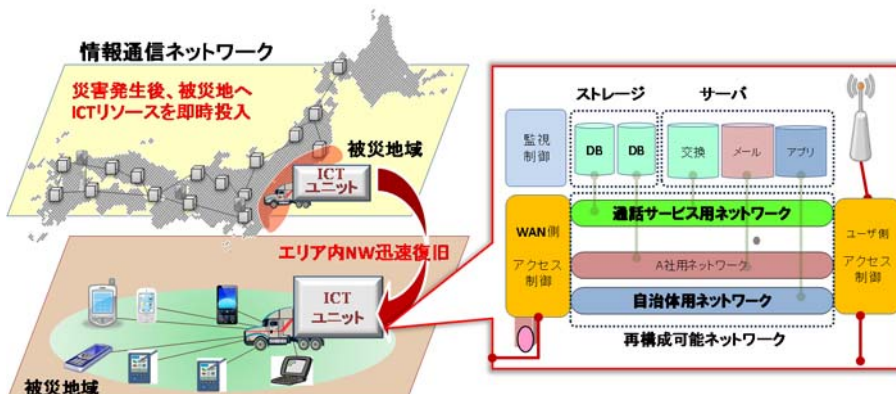 情報通信ネットワーク
災害発生後、被災地へ
ICTリソースを即時投入
被災地域
ICT
ユニット
エリア内NW迅速復旧
ICT
ユニット
被災地域
ストレージ
サーバ
監視
制御
DB
DB
交換
メール
アプリ
通話サービス用ネットワーク
WAN側
アクセス
制御
A社用ネットワーク
ユーザ側
アクセス
制御
自治体用ネットワーク
再構成可能ネットワーク